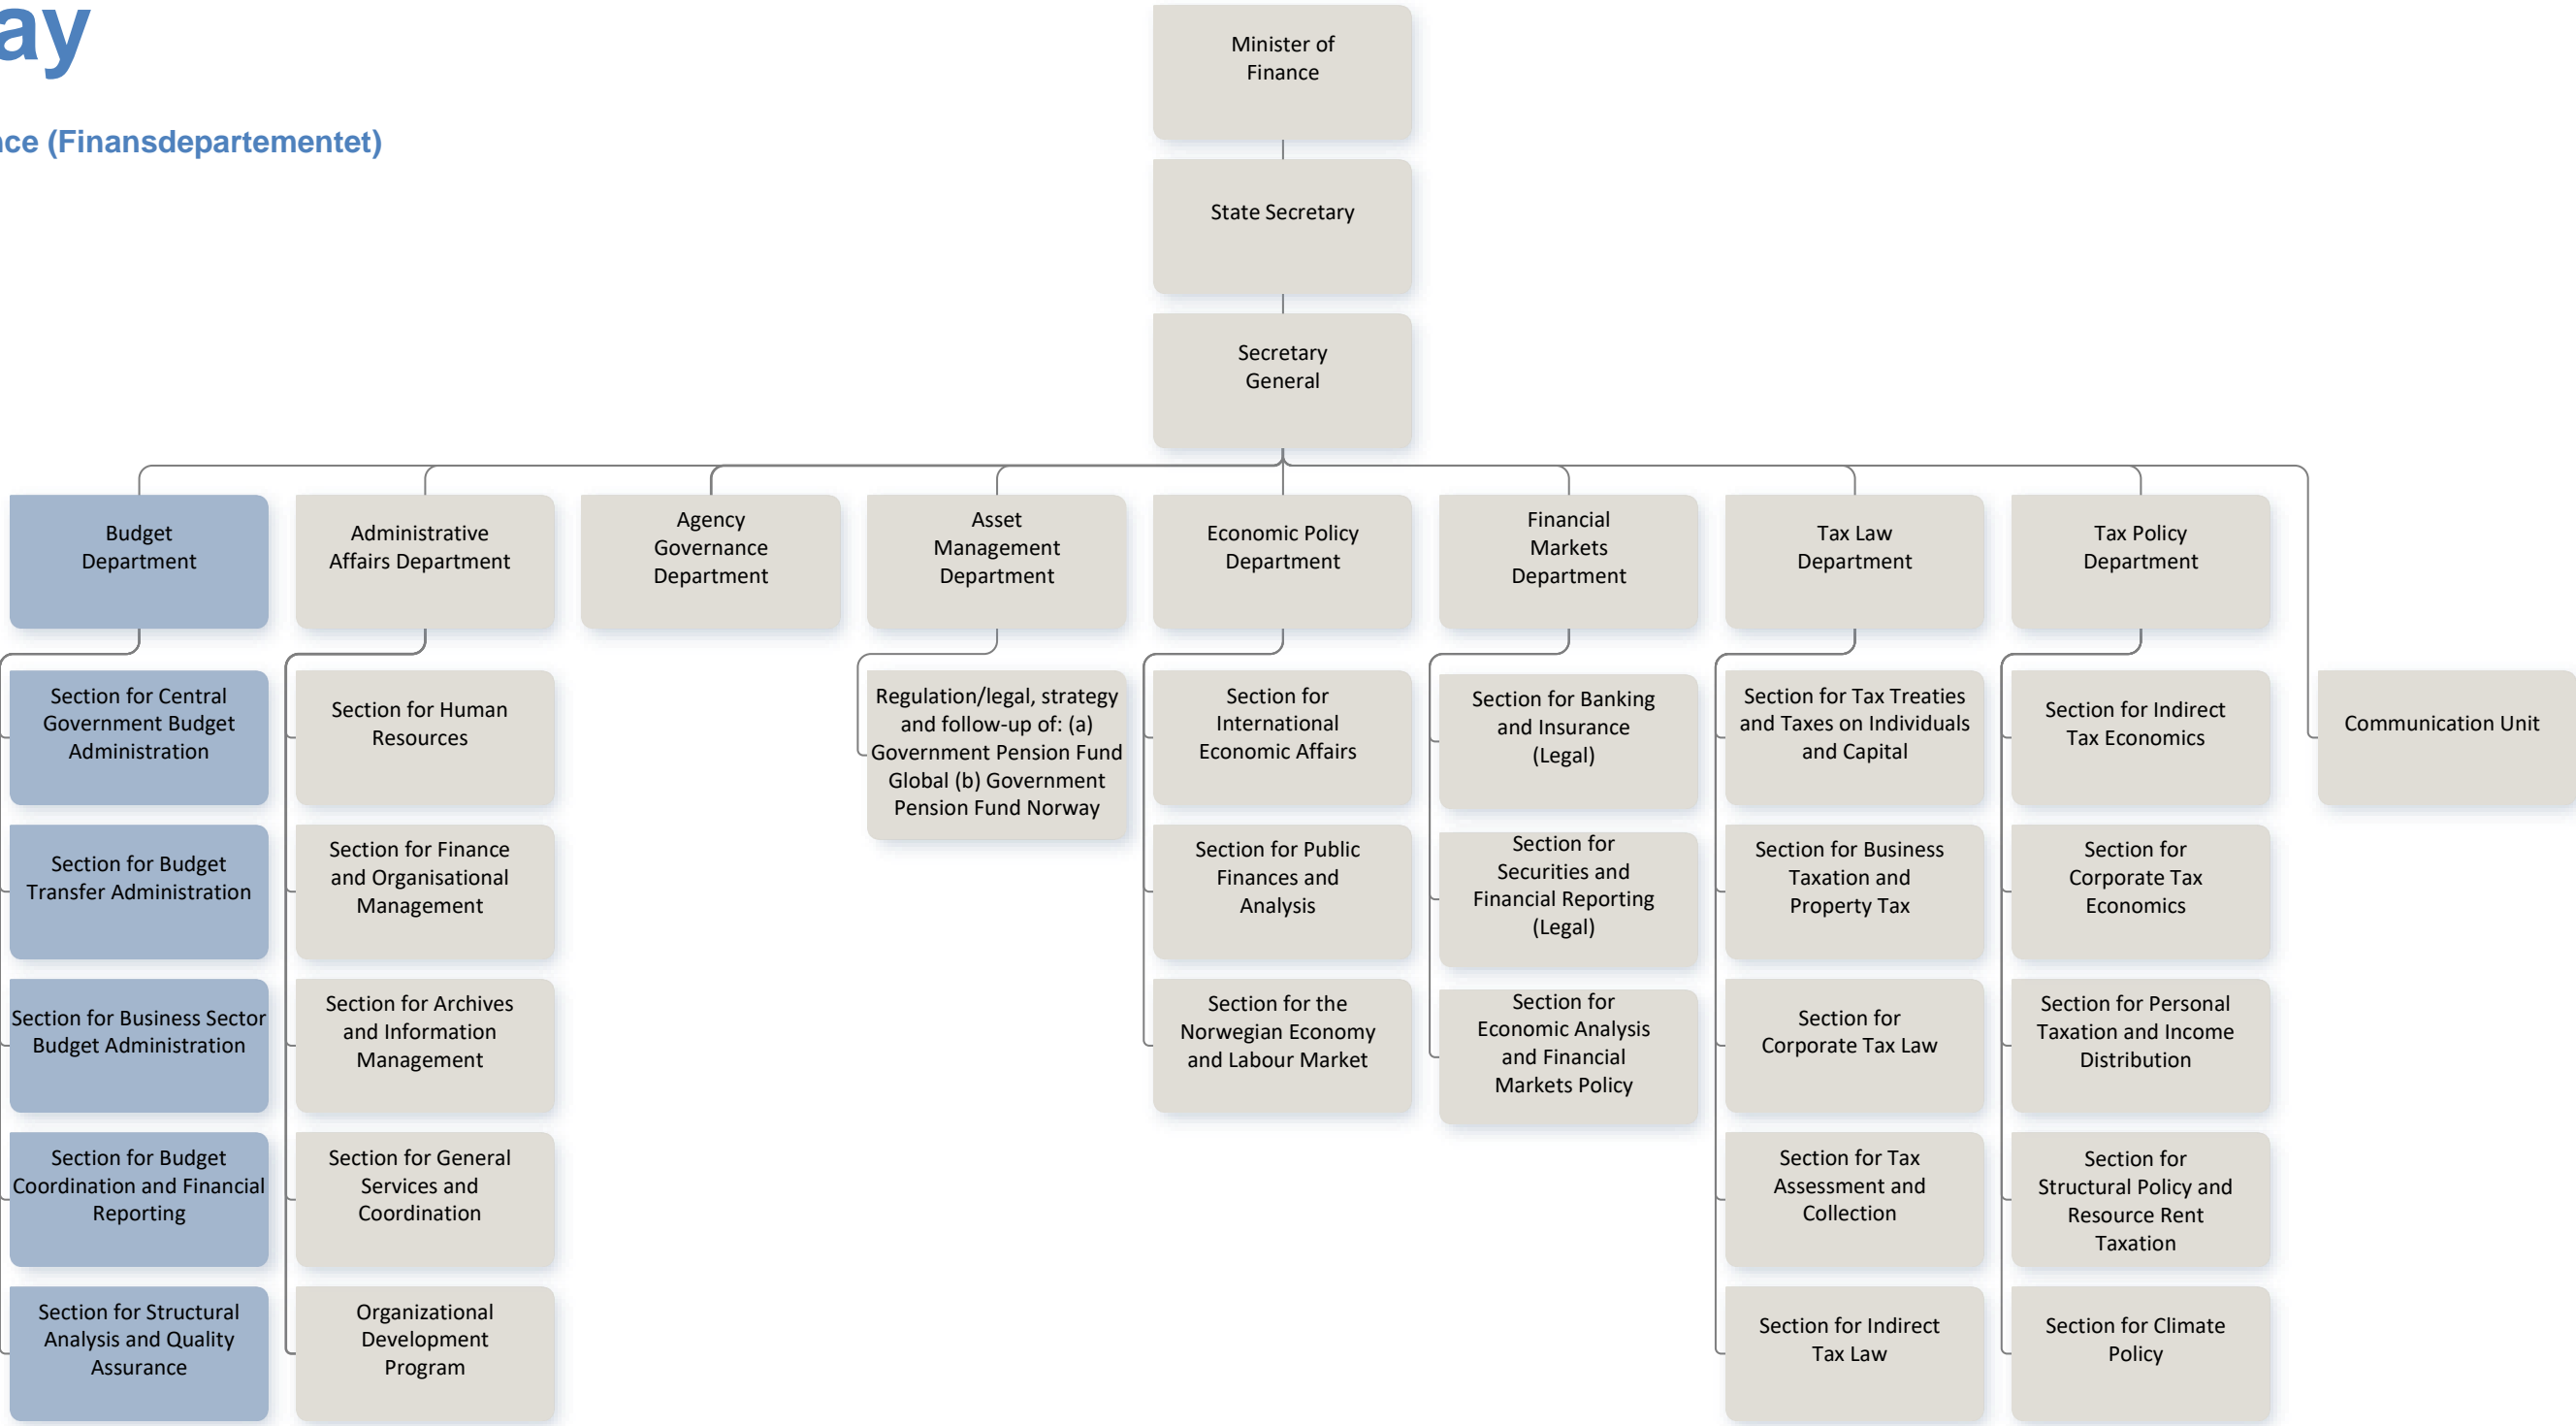 ay
nce (Finansdepartementet)
Minister of
Finance
State Secretary
Secretary
General
Budget
Department
Administrative
Affairs Department
Agency
Governance
Department
Asset
Management
Department
Economic Policy
Department
Financial
Markets
Department
Tax Law
Department
Tax Policy
Department
Section for Central
Government Budget
Administration
Section for Budget
Transfer Administration
Section for Business Sector
Budget Administration
Section for Budget
Coordination and Financial
Reporting
Section for Structural
Analysis and Quality
Assurance
Section for Human
Resources
Section for Finance
and Organisational
Management
Section for Archives
and Information
Management
Section for General
Services and
Coordination
Organizational
Development
Program
Regulation/legal, strategy
and follow-up of: (a)
Government Pension Fund
Global (b) Government
Pension Fund Norway
Section for
International
Economic Affairs
Section for Public
Finances and
Analysis
Section for the
Norwegian Economy
and Labour Market
Section for Banking
and Insurance
(Legal)
Section for
Securities and
Financial Reporting
(Legal)
Section for
Economic Analysis
and Financial
Markets Policy
Section for Tax Treaties
and Taxes on Individuals
and Capital
Section for Business
Taxation and
Property Tax
Section for
Corporate Tax Law
Section for Tax
Assessment and
Collection
Section for Indirect
Tax Law
Section for Indirect
Tax Economics
Section for
Corporate Tax
Economics
Section for Personal
Taxation and Income
Distribution
Section for
Structural Policy and
Resource Rent
Taxation
Section for Climate
Policy
Communication Unit